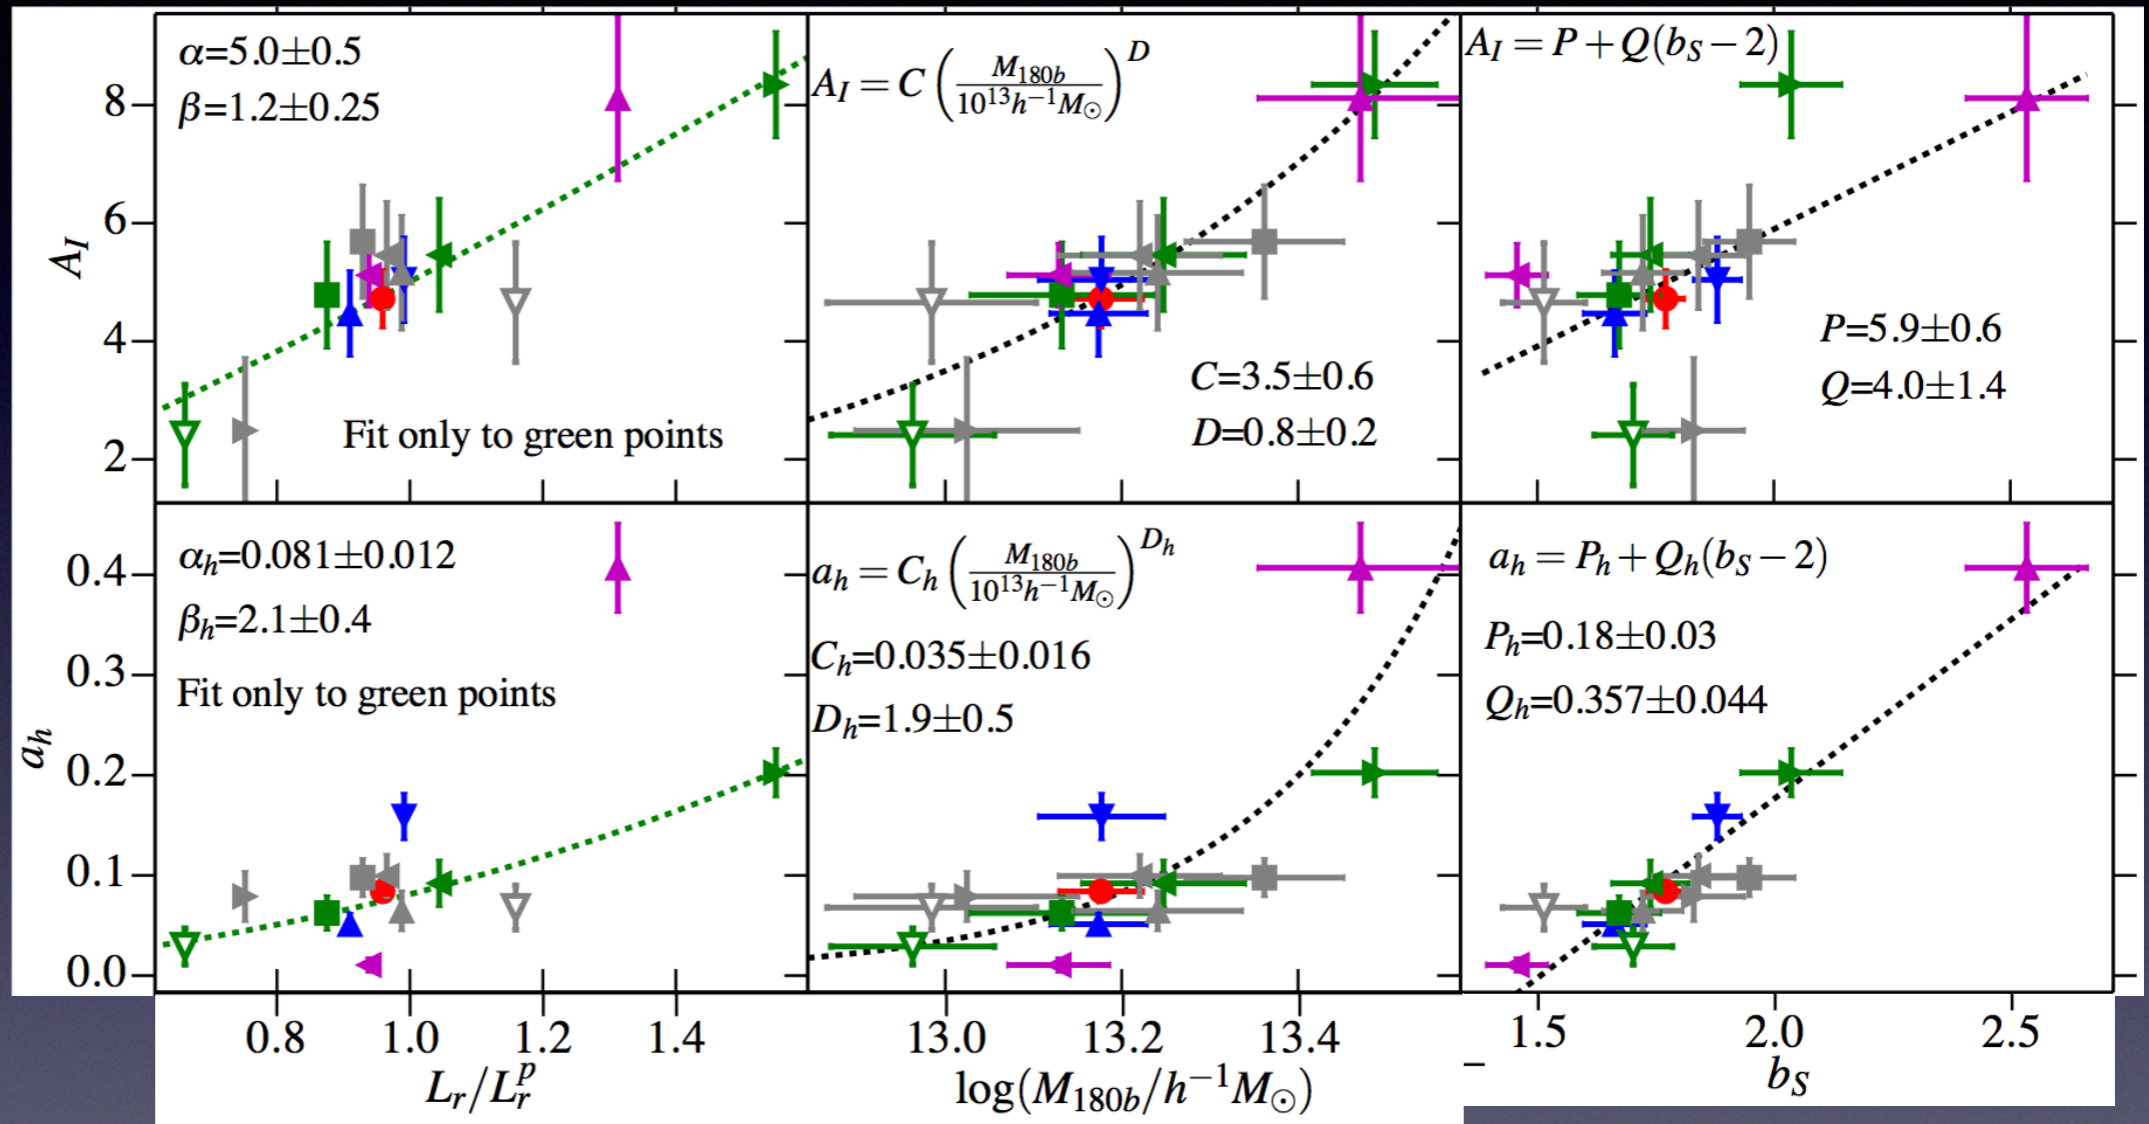 α=5.0±0.5
β=1.2±0.25
Fit only to green points
A_I = C (M_180b / 10^13 h^−1 M_⊙)^D
C=3.5±0.6
D=0.8±0.2
A_I = P + Q(b_S − 2)
P=5.9±0.6
Q=4.0±1.4
A_I
8
6
4
2
α_h=0.081±0.012
β_h=2.1±0.4
Fit only to green points
a_h = C_h (M_180b / 10^13 h^−1 M_⊙)^D_h
C_h=0.035±0.016
D_h=1.9±0.5
a_h = P_h + Q_h(b_S − 2)
P_h=0.18±0.03
Q_h=0.357±0.044
a_h
0.4
0.3
0.2
0.1
0.0
0.8 1.0 1.2 1.4
13.0 13.2 13.4
1.5 2.0 2.5
L_r/L_r^p
log(M_180b/h^−1 M_⊙)
b_S